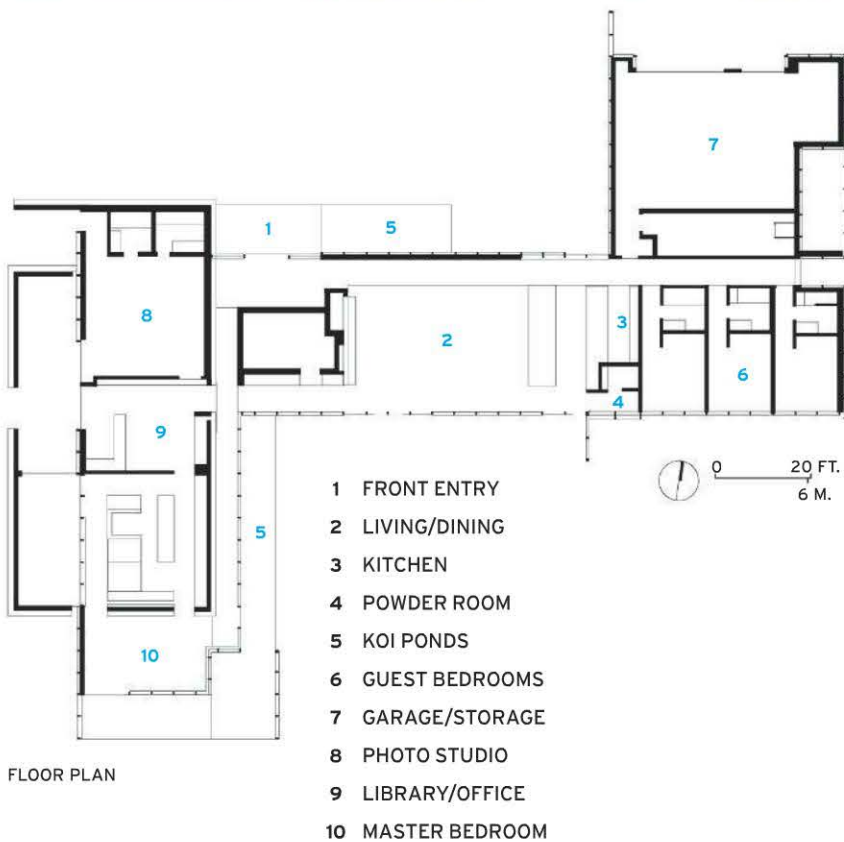 7
1
5
8
2
3
6
9
4
0 20 FT.
6 M.
5
10
1 FRONT ENTRY
2 LIVING/DINING
3 KITCHEN
4 POWDER ROOM
5 KOI PONDS
6 GUEST BEDROOMS
7 GARAGE/STORAGE
8 PHOTO STUDIO
9 LIBRARY/OFFICE
10 MASTER BEDROOM
FLOOR PLAN